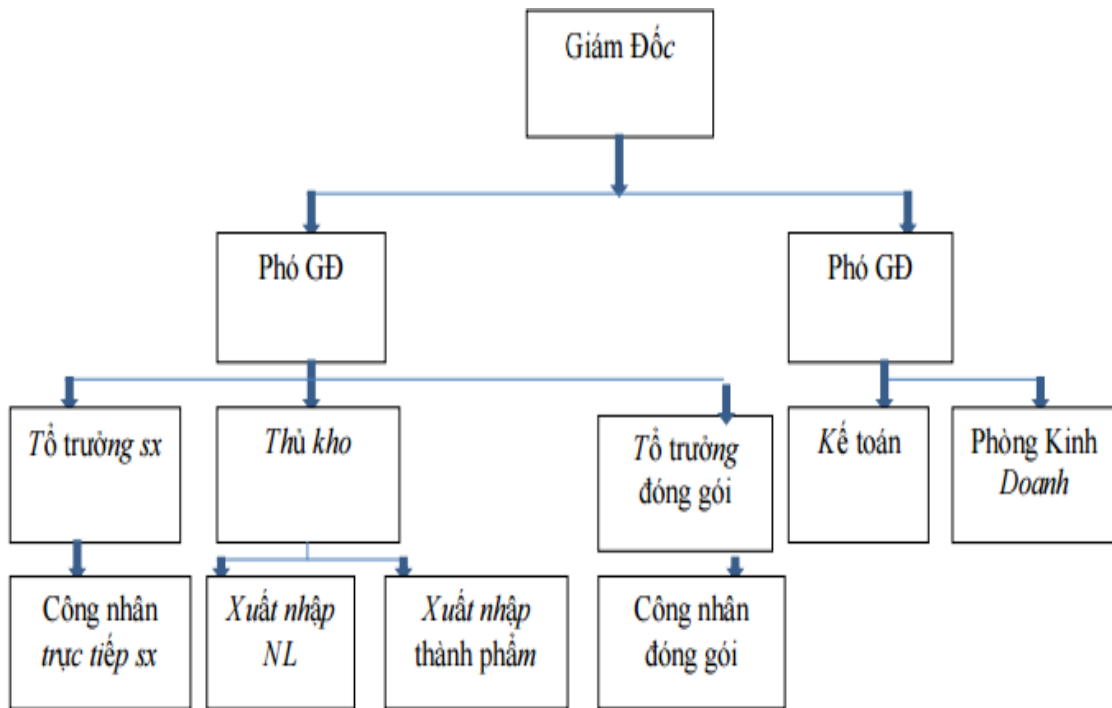 Giám Đốc
Phó GĐ
Phó GĐ
Tổ trưởng sx
Thủ kho
Tổ trưởng
đóng gói
Kế toán
Phòng Kinh
Doanh
Công nhân
trực tiếp sx
Xuất nhập
NL
Xuất nhập
thành phẩm
Công nhân
đóng gói